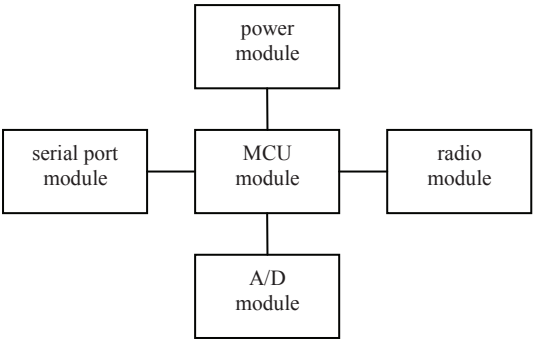 power
module
serial port
module
MCU
module
radio
module
A/D
module